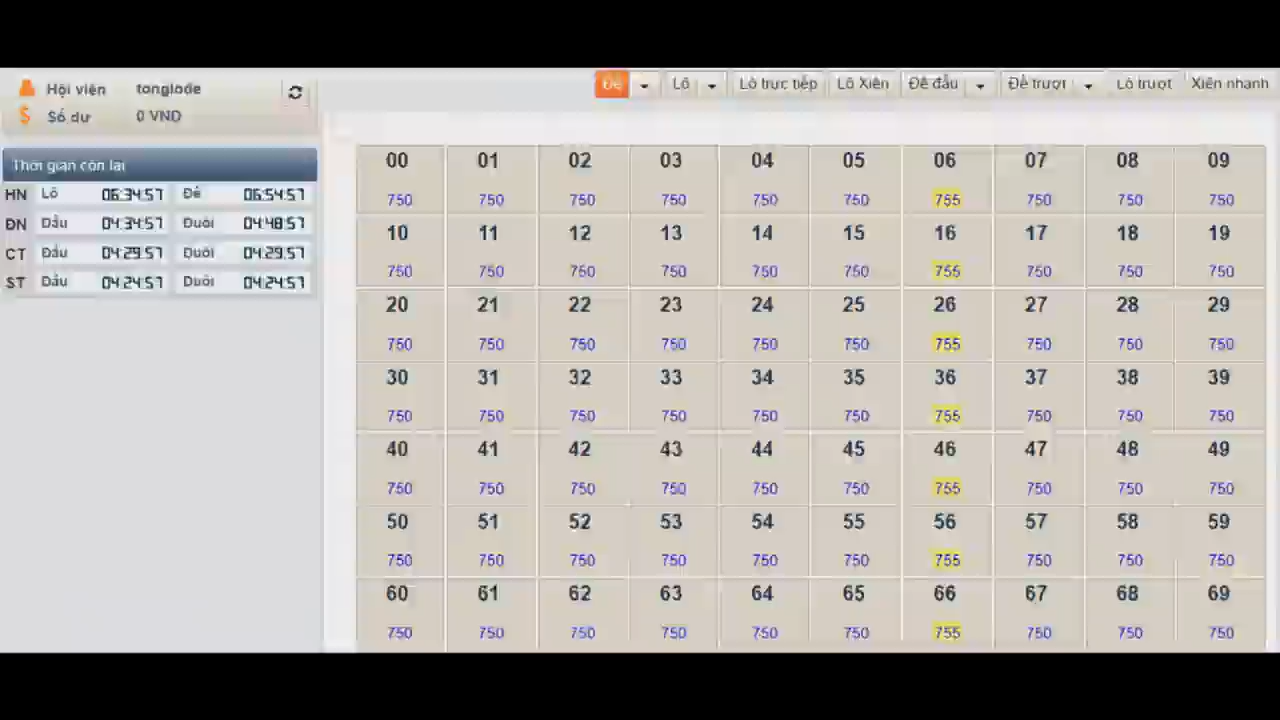 Hội viên tonglode
Số dư 0 VND
Đề Lô Lô trực tiếp Lô Xiên Đề đầu Đề trượt Lô trượt Xiên nhanh
Thời gian còn lại
HN Lô 06:34:57 Đề 06:54:57
ĐN Đầu 04:34:57 Đuôi 04:48:57
CT Đầu 04:29:57 Đuôi 04:29:57
ST Đầu 04:24:57 Đuôi 04:24:57
00 01 02 03 04 05 06 07 08 09
750 750 750 750 750 750 755 750 750 750
10 11 12 13 14 15 16 17 18 19
750 750 750 750 750 750 755 750 750 750
20 21 22 23 24 25 26 27 28 29
750 750 750 750 750 750 755 750 750 750
30 31 32 33 34 35 36 37 38 39
750 750 750 750 750 750 755 750 750 750
40 41 42 43 44 45 46 47 48 49
750 750 750 750 750 750 755 750 750 750
50 51 52 53 54 55 56 57 58 59
750 750 750 750 750 750 755 750 750 750
60 61 62 63 64 65 66 67 68 69
750 750 750 750 750 750 755 750 750 750